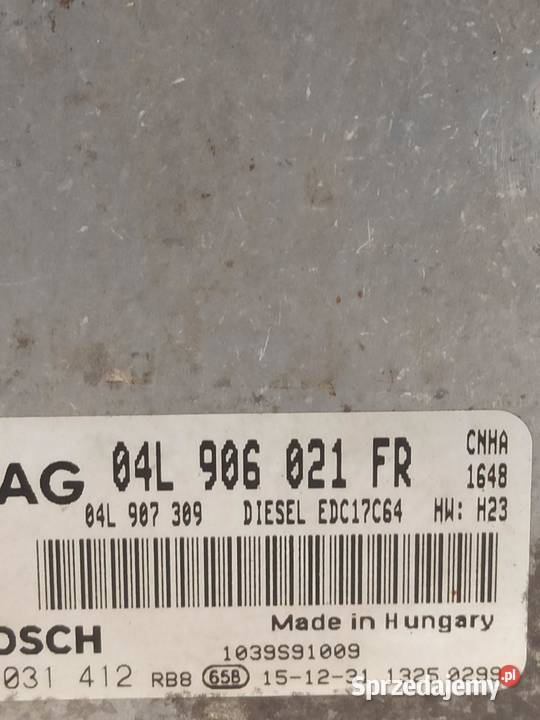 AG 04L 906 021 FR CNHA
1648
04L 907 309 DIESEL EDC17C64 HW: H23
Made in Hungary
OSCH 1039S91009
031 412 RB8 658 15-12-31 1325 0299
Sprzedajemy.pl